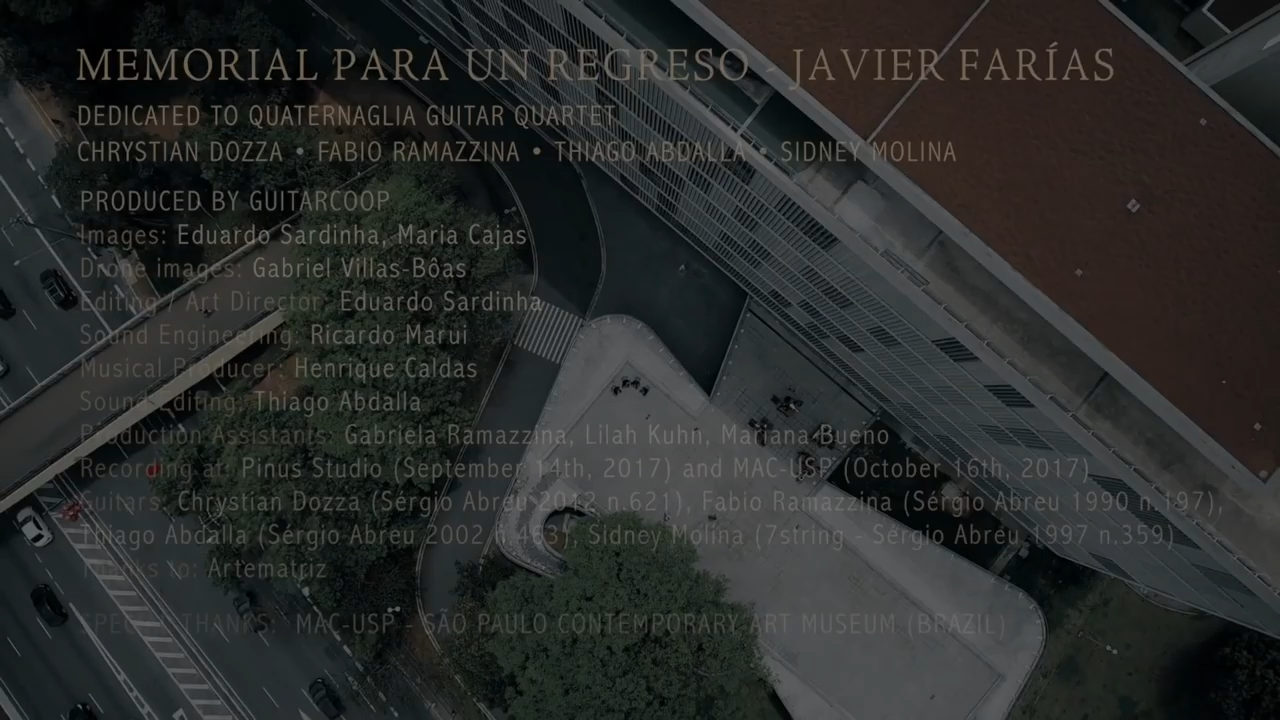 MEMORIAL PARA UN REGRESO - JAVIER FARÍAS
DEDICATED TO QUATERNAGLIA GUITAR QUARTET
CHRYSTIAN DOZZA • FABIO RAMAZZINA • THIAGO ABDALLA • SIDNEY MOLINA
PRODUCED BY GUITARCOOP
Images: Eduardo Sardinha, Maria Cajas
Drone images: Gabriel Villas-Bôas
Editing, Art Director: Eduardo Sardinha
Sound Engineering: Ricardo Marui
Musical Producer: Henrique Caldas
Sound Editing: Thiago Abdalla
Production Assistants: Gabriela Ramazzina, Lilah Kuhn, Mariana Bueno
Recording at: Pinus Studio (September 14th, 2017) and MAC-USP (October 16th, 2017)
Guitars: Chrystian Dozza (Sérgio Abreu n.621), Fabio Ramazzina (Sérgio Abreu 1990 n.197),
Thiago Abdalla (Sergio Abreu 2002), Sidney Molina (7string - Sergio Abreu 1997 n.359)
Thanks to: Artematriz
SPECIAL THANKS: MAC-USP - SÃO PAULO CONTEMPORARY ART MUSEUM (BRAZIL)